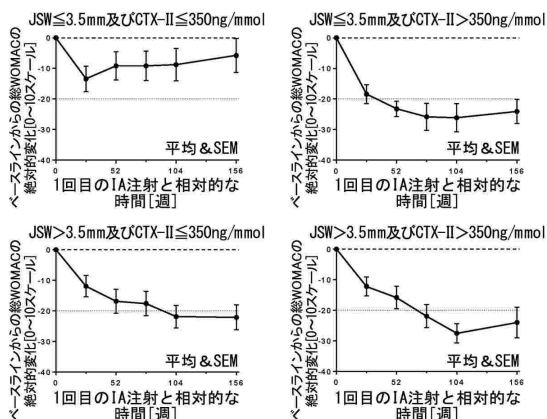 JSW≦3.5mm及びCTX-II≦350ng/mmol
ベースラインからの総WOMACの
絶対的変化[0~10スケール]
0
-10
-20
-30
-40
平均&SEM
0 52 104 156
1回目のIA注射と相対的な
時間[週]
JSW≦3.5mm及びCTX-II>350ng/mmol
ベースラインからの総WOMACの
絶対的変化[0~10スケール]
0
-10
-20
-30
-40
平均&SEM
0 52 104 156
1回目のIA注射と相対的な
時間[週]
JSW>3.5mm及びCTX-II≦350ng/mmol
ベースラインからの総WOMACの
絶対的変化[0~10スケール]
0
-10
-20
-30
-40
平均&SEM
0 52 104 156
1回目のIA注射と相対的な
時間[週]
JSW>3.5mm及びCTX-II>350ng/mmol
ベースラインからの総WOMACの
絶対的変化[0~10スケール]
0
-10
-20
-30
-40
平均&SEM
0 52 104 156
1回目のIA注射と相対的な
時間[週]